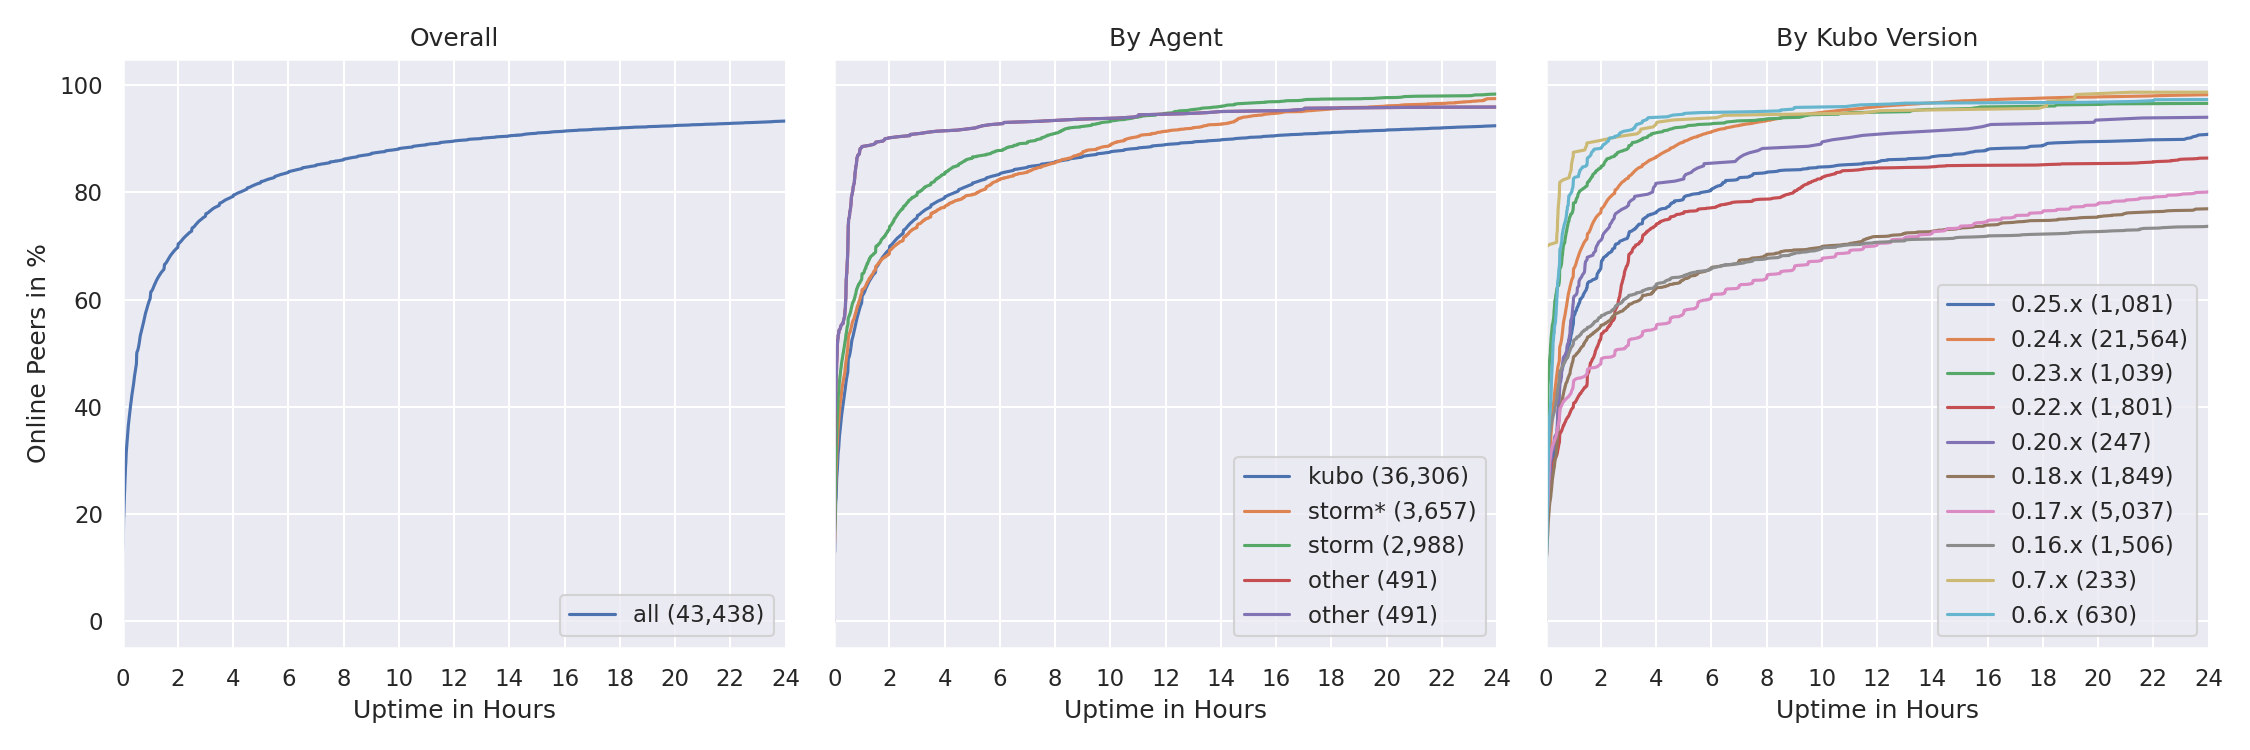 Overall
By Agent
By Kubo Version
Online Peers in %
100
80
60
40
20
0
all (43,438)
kubo (36,306)
storm* (3,657)
storm (2,988)
other (491)
other (491)
0.25.x (1,081)
0.24.x (21,564)
0.23.x (1,039)
0.22.x (1,801)
0.20.x (247)
0.18.x (1,849)
0.17.x (5,037)
0.16.x (1,506)
0.7.x (233)
0.6.x (630)
0 2 4 6 8 10 12 14 16 18 20 22 24
0 2 4 6 8 10 12 14 16 18 20 22 24
0 2 4 6 8 10 12 14 16 18 20 22 24
Uptime in Hours
Uptime in Hours
Uptime in Hours